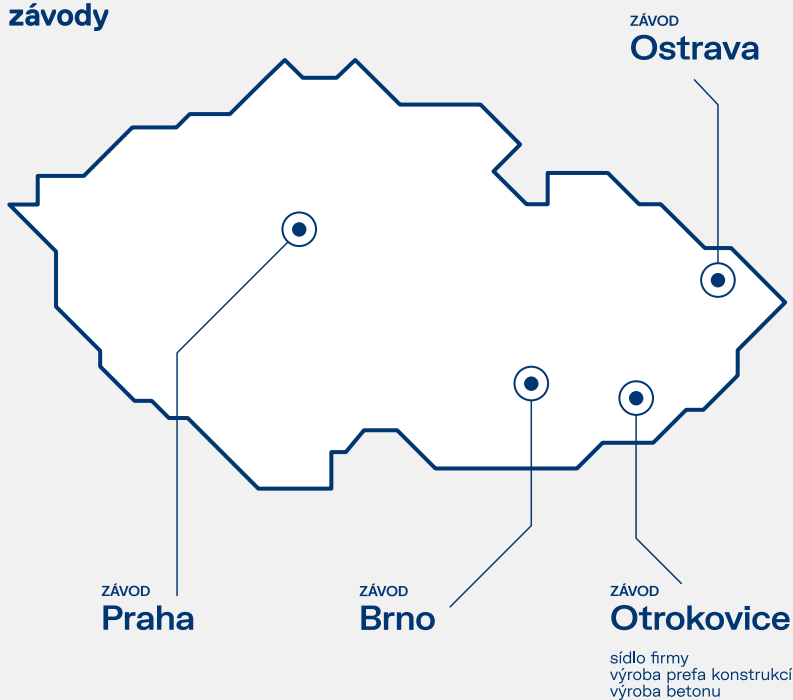 závody
ZÁVOD
Ostrava
ZÁVOD
Praha
ZÁVOD
Brno
ZÁVOD
Otrokovice
sídlo firmy
výroba prefa konstrukcí
výroba betonu